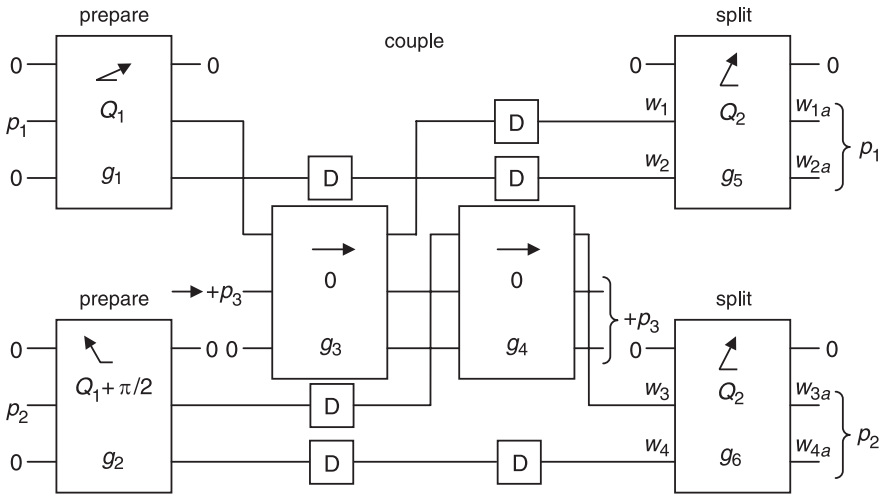 prepare
couple
split
0 0 0 0
p1 Q1 D w1 Q2 w1a p1
0 g1 D D w2 g5 w2a
prepare +p3 0 0 split
0 0 0 g3 g4 +p3 0 0
p2 Q1 + π/2 D w3 Q2 w3a p2
0 g2 D D w4 g6 w4a